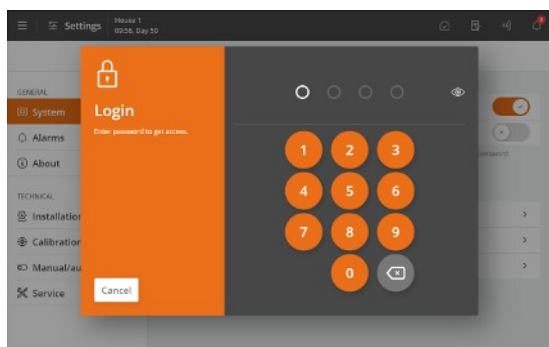 Settings
House 1
09:56, Day 50
GENERAL
System
Alarms
About
TECHNICAL
Installation
Calibration
Manual/au
Service
Login
Enter password to get access.
Cancel
1 2 3
4 5 6
7 8 9
0
password